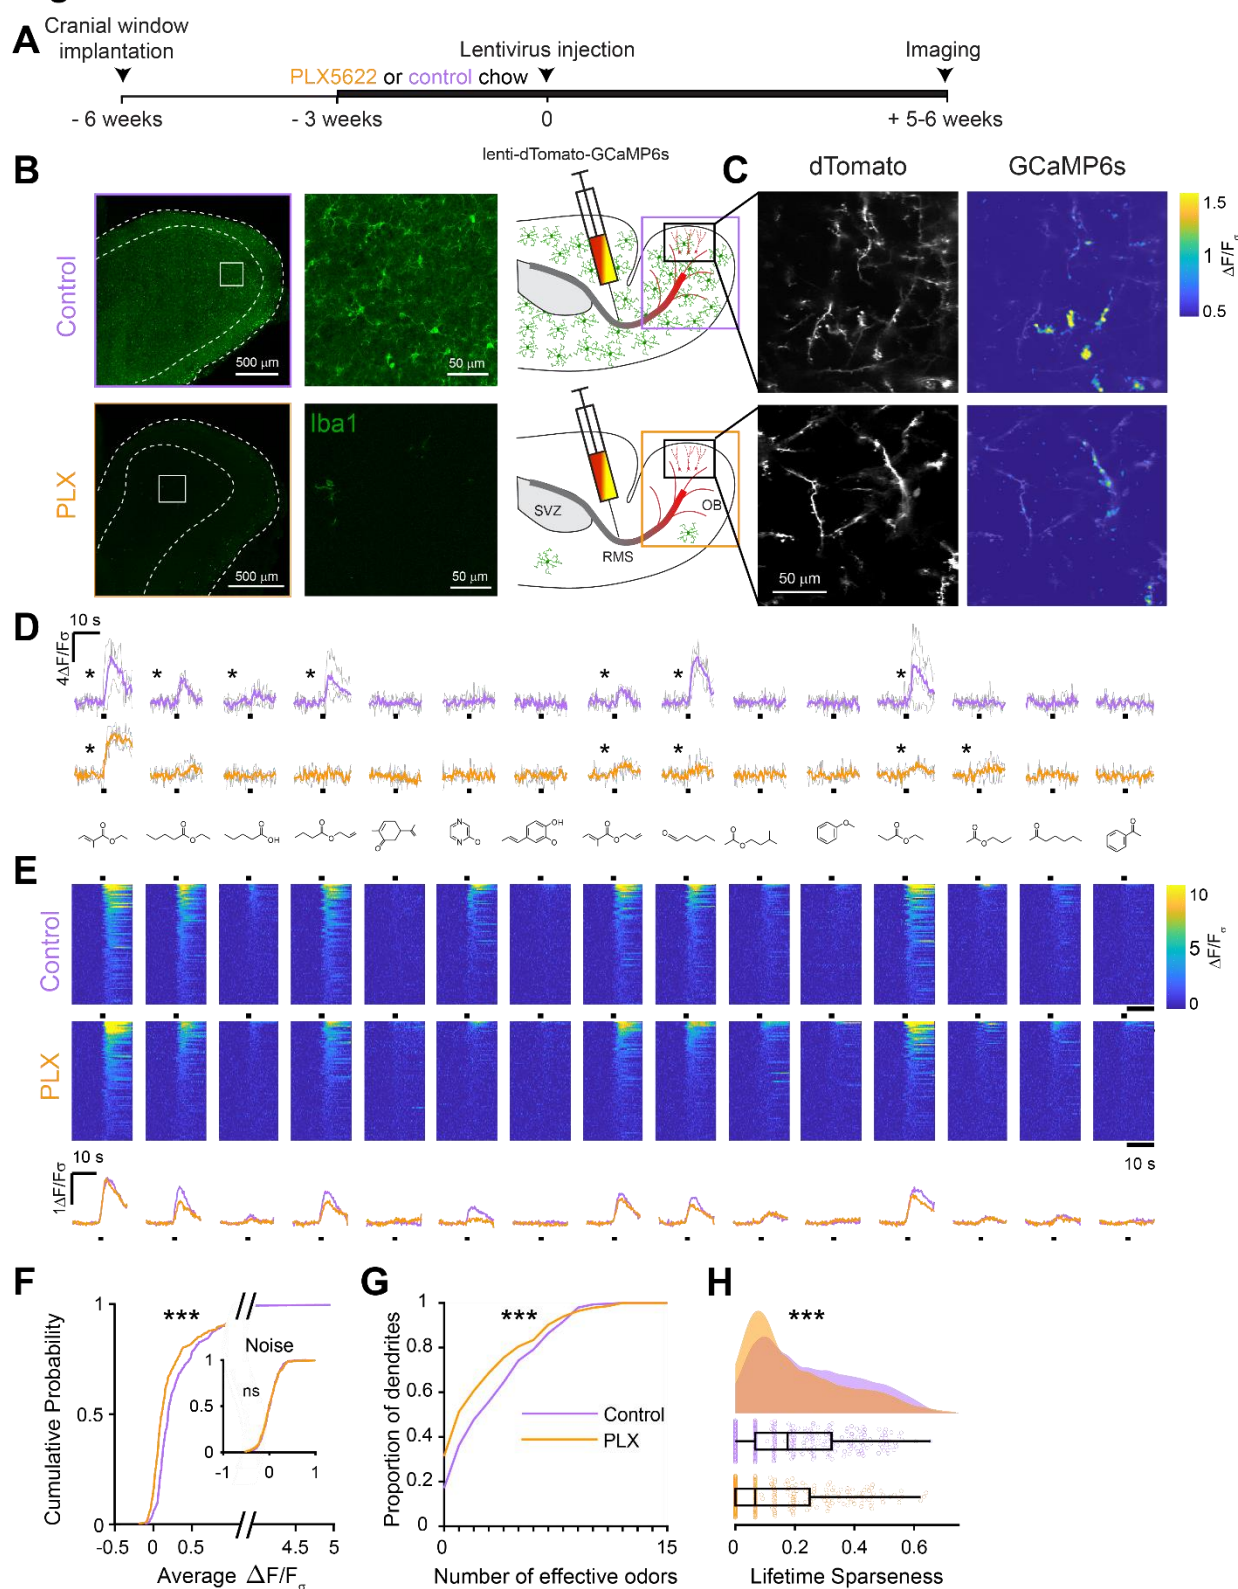 A
Cranial window
implantation
Lentivirus injection
Imaging
PLX5622 or control chow
- 6 weeks
- 3 weeks
0
+ 5-6 weeks
B
lenti-dTomato-GCaMP6s
C
dTomato
GCaMP6s
Control
500 µm
50 µm
1.5
1
0.5
ΔF/Fσ
PLX
500 µm
Iba1
50 µm
SVZ
RMS
OB
50 µm
D
10 s
4ΔF/Fσ
* * * * * * *
* * * * *
O O
O O
O OH
O O
O
N N O
OH O
O O
O
O O
O
O O
O O
O
O
E
Control
10
5
0
ΔF/Fσ
PLX
10 s
10 s
1ΔF/Fσ
F
***
Cumulative Probability
1
0.5
0
-0.5 0 0.5 4.5 5
Average ΔF/Fσ
Noise
ns
1
0.5
0
-1 0 1
G
***
Proportion of dendrites
1
0.8
0.6
0.4
0.2
0
Control
PLX
0 15
Number of effective odors
H
***
0 0.2 0.4 0.6
Lifetime Sparseness